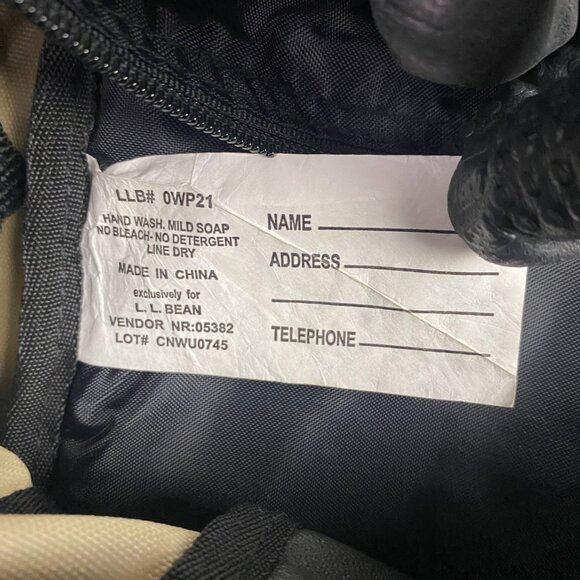 LLB# 0WP21
HAND WASH. MILD SOAP
NO BLEACH-NO DETERGENT
LINE DRY
MADE IN CHINA
exclusively for
L. L. BEAN
VENDOR NR:05382
LOT# CNWU0745
NAME
ADDRESS
TELEPHONE